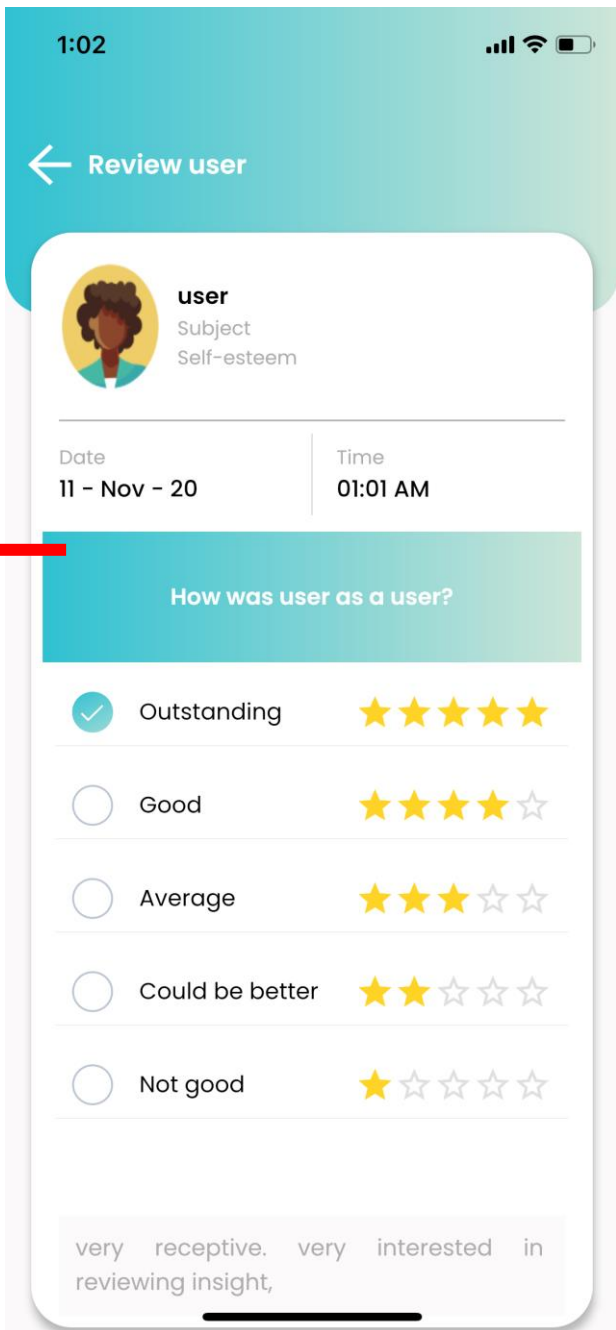 1:02
Review user
user
Subject
Self-esteem
Date
Time
11 - Nov - 20
01:01 AM
How was user as a user?
Outstanding
Good
Average
Could be better
Not good
very receptive. very interested in
reviewing insight,